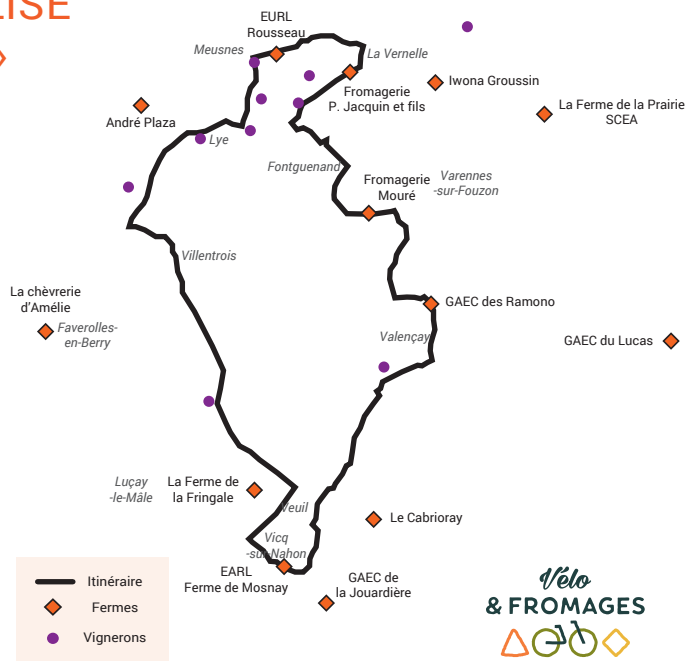 LISE
EURL
Rousseau
Meusnes
La Vernelle
Iwona Groussin
Fromagerie
P. Jacquin et fils
La Ferme de la Prairie
SCEA
André Plaza
Lye
Fontguenand
Fromagerie
Mouré
Varennes
-sur-Fouzon
Villentrois
La chèvrerie
d'Amélie
Faverolles-
en-Berry
GAEC des Ramono
Valençay
GAEC du Lucas
Luçay
-le-Mâle
La Ferme de
la Fringale
Veuil
Le Cabrioray
Vicq
-sur-Nahon
EARL
Ferme de Mosnay
GAEC de
la Jouardière
Itinéraire
Fermes
Vignerons
Vélo
& FROMAGES